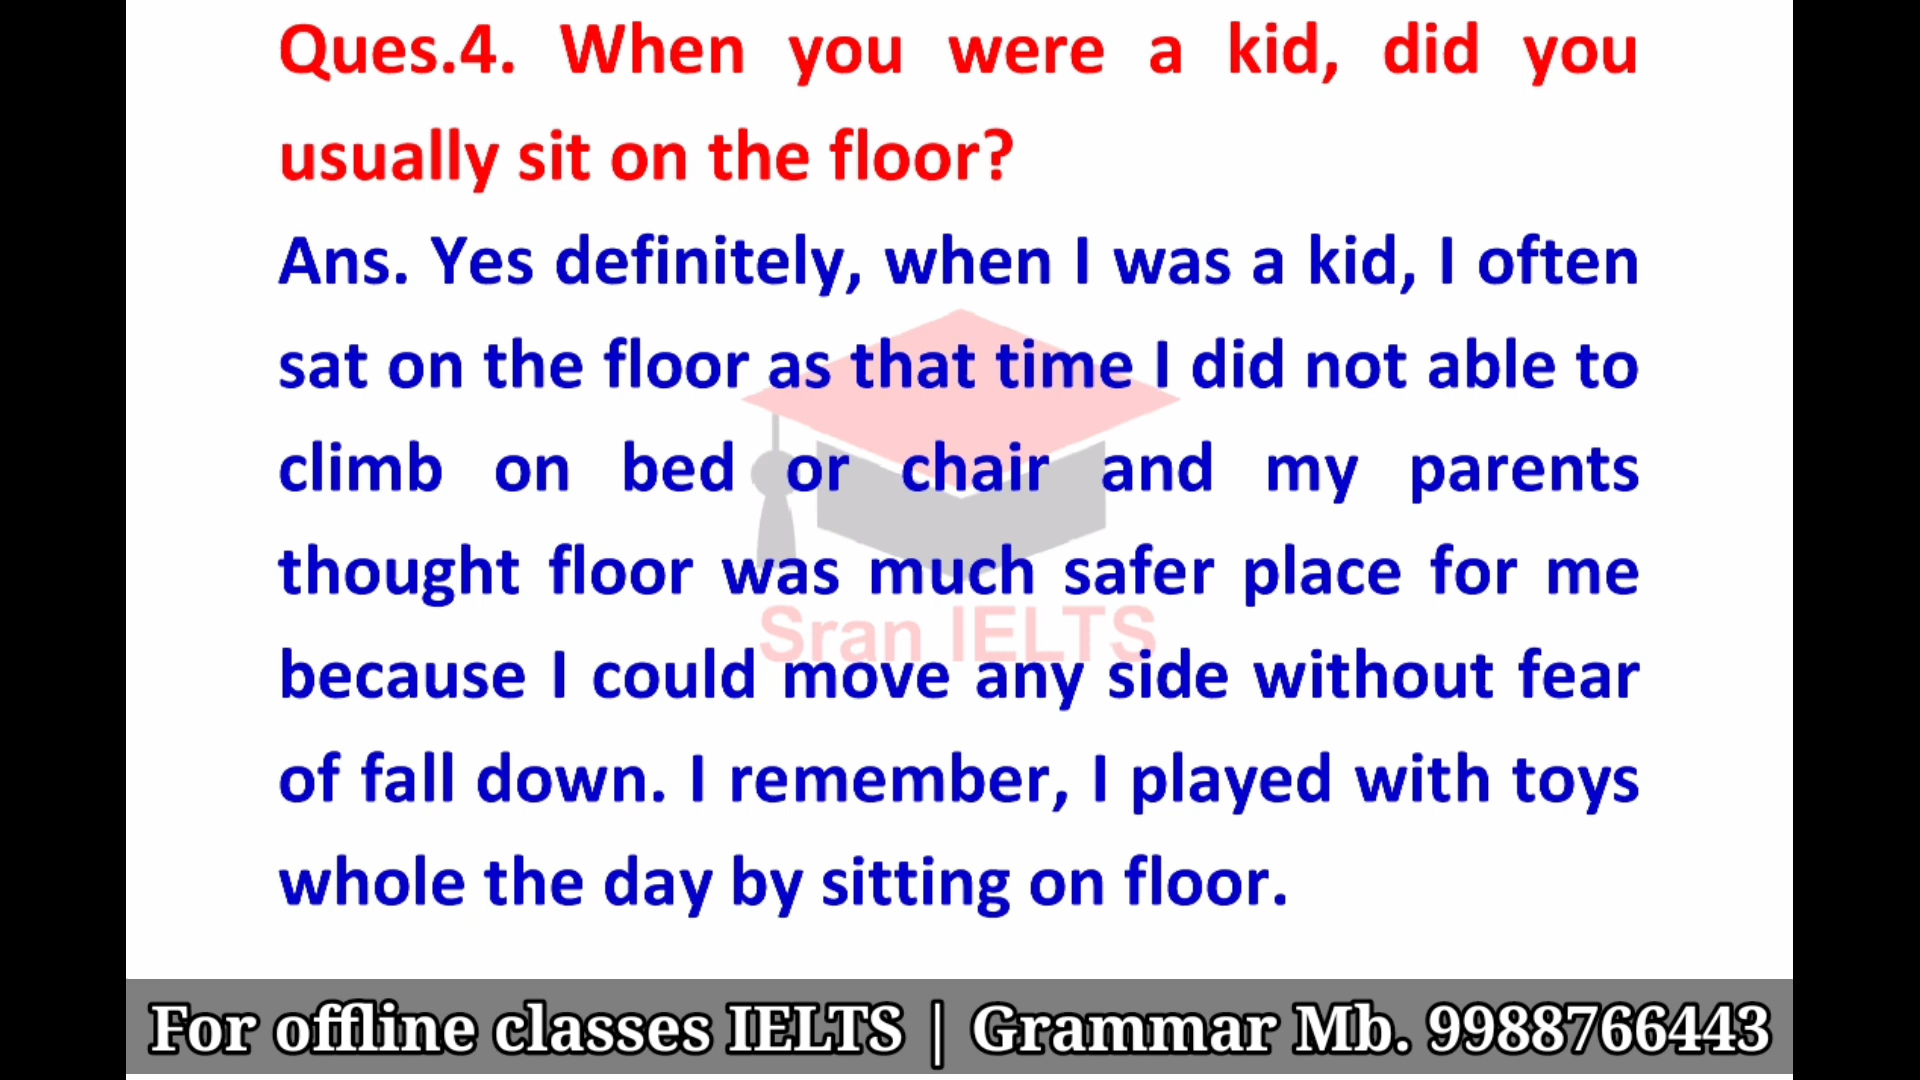 Ques.4. When you were a kid, did you
usually sit on the floor?
Ans. Yes definitely, when I was a kid, I often
sat on the floor as that time I did not able to
climb on bed or chair and my parents
thought floor was much safer place for me
Sran IELTS
because I could move any side without fear
of fall down. I remember, I played with toys
whole the day by sitting on floor.
For offline classes IELTS | Grammar Mb. 9988766443